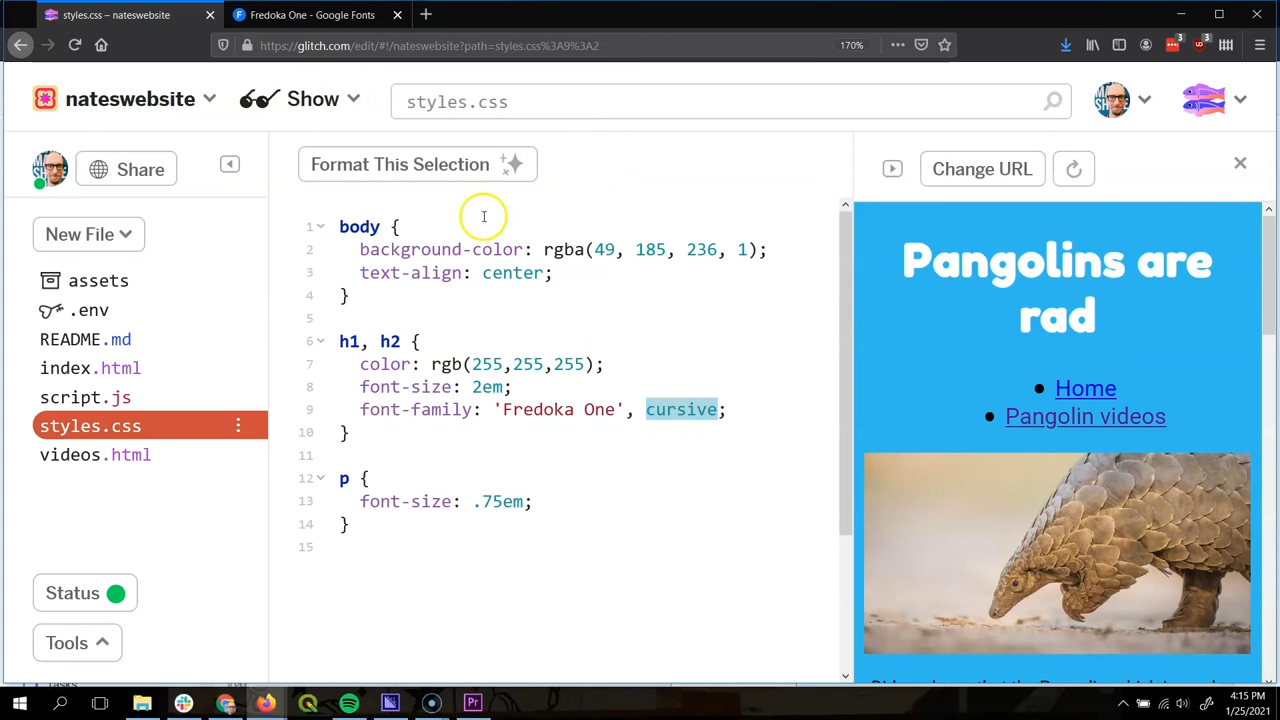 styles.css – nateswebsite
Fredoka One - Google Fonts
https://glitch.com/edit/#!/nateswebsite?path=styles.css%3A9%3A2
170%
3
3
nateswebsite
Show
styles.css
Share
Format This Selection
Change URL
New File
assets
.env
README.md
index.html
script.js
styles.css
videos.html
Status
Tools
1 body {
2 background-color: rgba(49, 185, 236, 1);
3 text-align: center;
4 }
5
6 h1, h2 {
7 color: rgb(255,255,255);
8 font-size: 2em;
9 font-family: 'Fredoka One', cursive;
10 }
11
12 p {
13 font-size: .75em;
14 }
15
Pangolins are
rad
Home
Pangolin videos
4:15 PM
1/25/2021